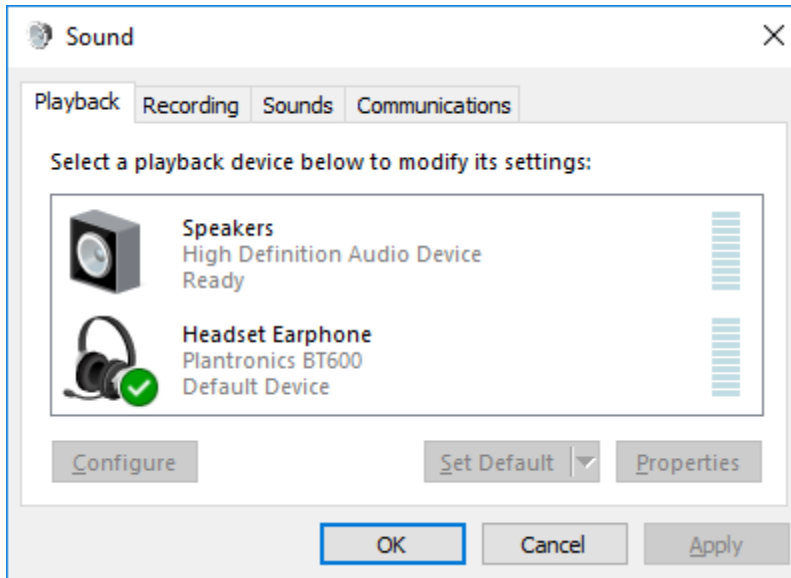 Sound
Playback Recording Sounds Communications
Select a playback device below to modify its settings:
Speakers
High Definition Audio Device
Ready
Headset Earphone
Plantronics BT600
Default Device
Configure Set Default Properties
OK Cancel Apply